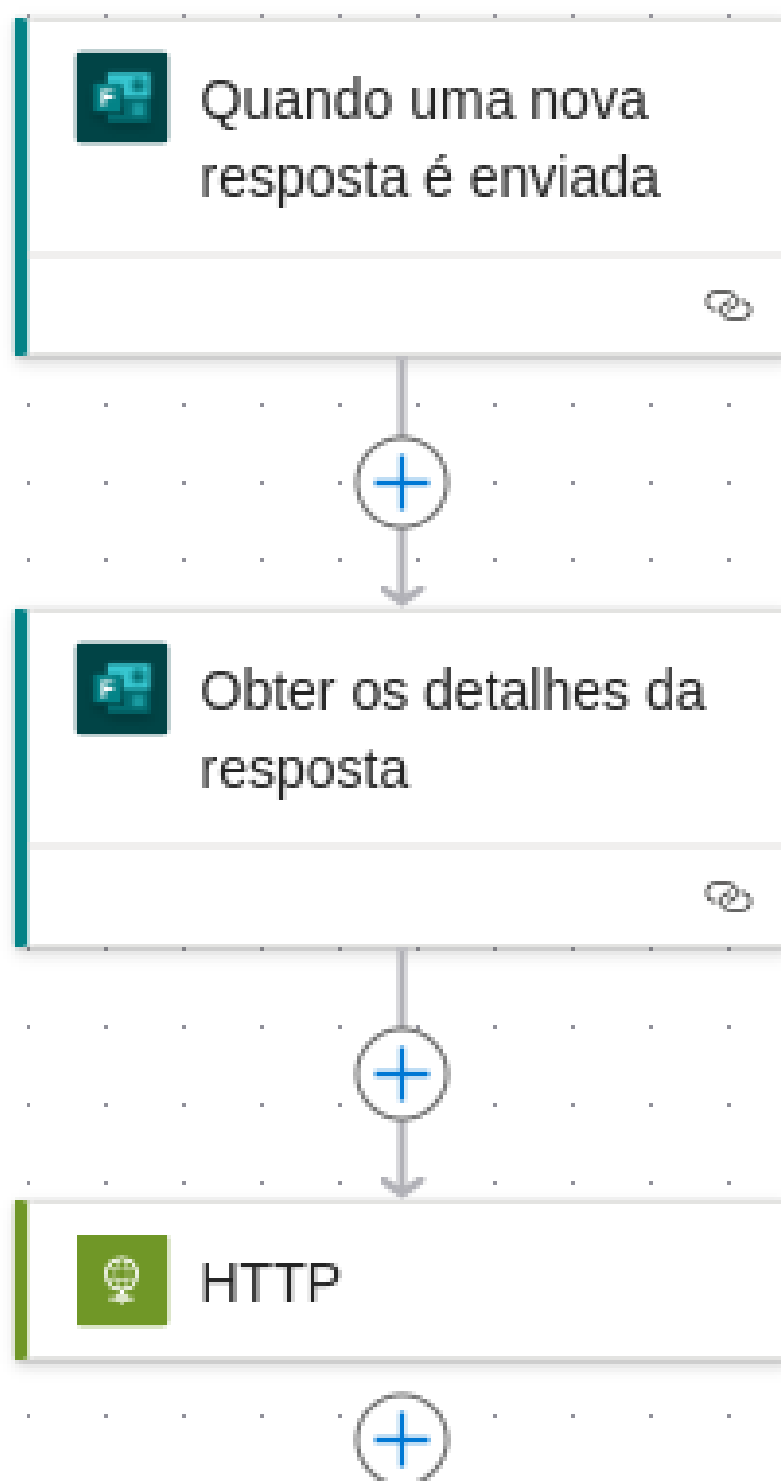 Quando uma nova
resposta é enviada
Obter os detalhes da
resposta
HTTP